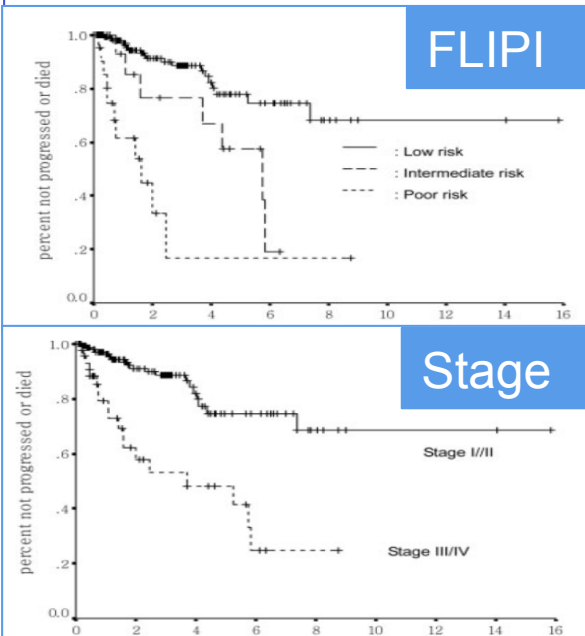 FLIPI
percent not progressed or died
1.0
.8
.6
.4
.2
0.0
: Low risk
: Intermediate risk
: Poor risk
0 2 4 6 8 10 12 14 16
Stage
percent not progressed or died
1.0
.8
.6
.4
.2
0.0
Stage I//II
Stage III/IV
0 2 4 6 8 10 12 14 16